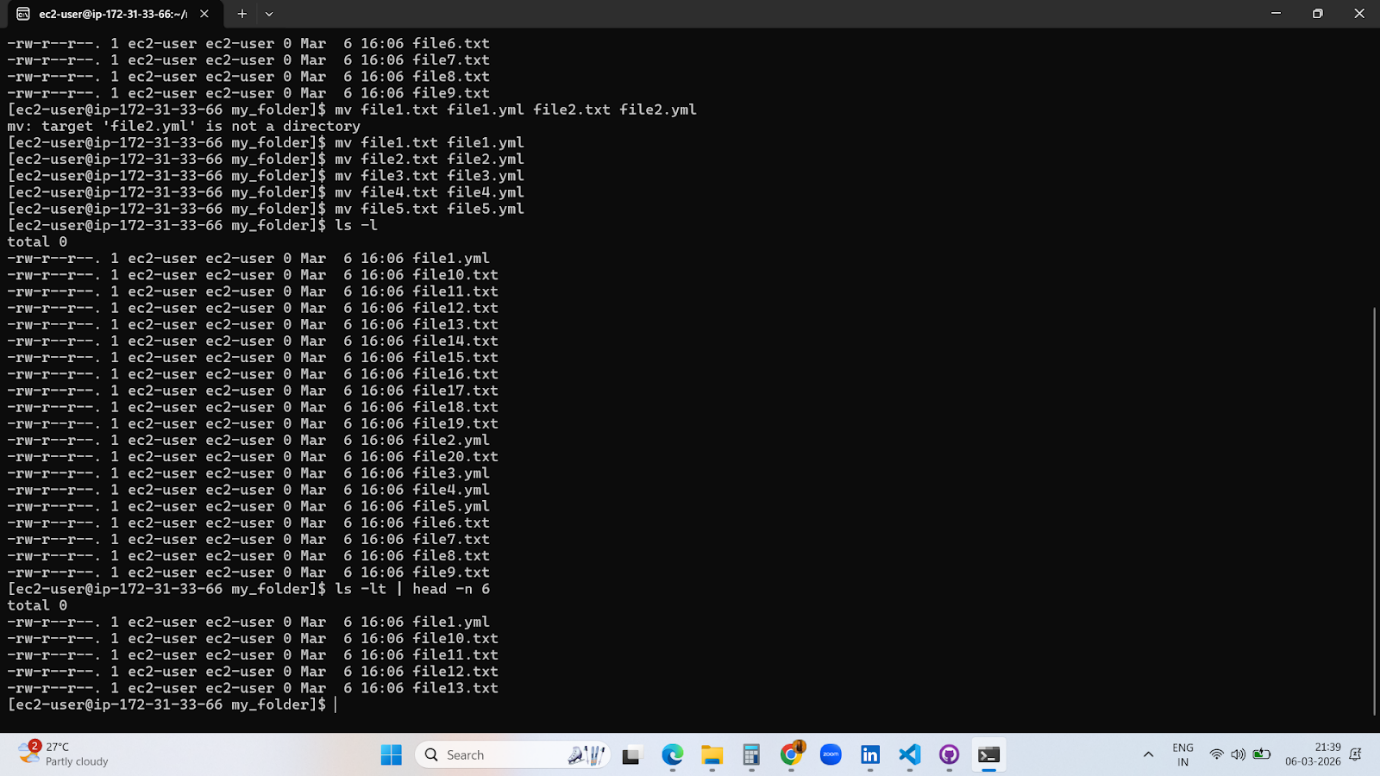 ec2-user@ip-172-31-33-66:~/
-rw-r--r--. 1 ec2-user ec2-user 0 Mar  6 16:06 file6.txt
-rw-r--r--. 1 ec2-user ec2-user 0 Mar  6 16:06 file7.txt
-rw-r--r--. 1 ec2-user ec2-user 0 Mar  6 16:06 file8.txt
-rw-r--r--. 1 ec2-user ec2-user 0 Mar  6 16:06 file9.txt
[ec2-user@ip-172-31-33-66 my_folder]$ mv file1.txt file1.yml file2.txt file2.yml
mv: target 'file2.yml' is not a directory
[ec2-user@ip-172-31-33-66 my_folder]$ mv file1.txt file1.yml
[ec2-user@ip-172-31-33-66 my_folder]$ mv file2.txt file2.yml
[ec2-user@ip-172-31-33-66 my_folder]$ mv file3.txt file3.yml
[ec2-user@ip-172-31-33-66 my_folder]$ mv file4.txt file4.yml
[ec2-user@ip-172-31-33-66 my_folder]$ mv file5.txt file5.yml
[ec2-user@ip-172-31-33-66 my_folder]$ ls -l
total 0
-rw-r--r--. 1 ec2-user ec2-user 0 Mar  6 16:06 file1.yml
-rw-r--r--. 1 ec2-user ec2-user 0 Mar  6 16:06 file10.txt
-rw-r--r--. 1 ec2-user ec2-user 0 Mar  6 16:06 file11.txt
-rw-r--r--. 1 ec2-user ec2-user 0 Mar  6 16:06 file12.txt
-rw-r--r--. 1 ec2-user ec2-user 0 Mar  6 16:06 file13.txt
-rw-r--r--. 1 ec2-user ec2-user 0 Mar  6 16:06 file14.txt
-rw-r--r--. 1 ec2-user ec2-user 0 Mar  6 16:06 file15.txt
-rw-r--r--. 1 ec2-user ec2-user 0 Mar  6 16:06 file16.txt
-rw-r--r--. 1 ec2-user ec2-user 0 Mar  6 16:06 file17.txt
-rw-r--r--. 1 ec2-user ec2-user 0 Mar  6 16:06 file18.txt
-rw-r--r--. 1 ec2-user ec2-user 0 Mar  6 16:06 file19.txt
-rw-r--r--. 1 ec2-user ec2-user 0 Mar  6 16:06 file2.yml
-rw-r--r--. 1 ec2-user ec2-user 0 Mar  6 16:06 file20.txt
-rw-r--r--. 1 ec2-user ec2-user 0 Mar  6 16:06 file3.yml
-rw-r--r--. 1 ec2-user ec2-user 0 Mar  6 16:06 file4.yml
-rw-r--r--. 1 ec2-user ec2-user 0 Mar  6 16:06 file5.yml
-rw-r--r--. 1 ec2-user ec2-user 0 Mar  6 16:06 file6.txt
-rw-r--r--. 1 ec2-user ec2-user 0 Mar  6 16:06 file7.txt
-rw-r--r--. 1 ec2-user ec2-user 0 Mar  6 16:06 file8.txt
-rw-r--r--. 1 ec2-user ec2-user 0 Mar  6 16:06 file9.txt
[ec2-user@ip-172-31-33-66 my_folder]$ ls -lt | head -n 6
total 0
-rw-r--r--. 1 ec2-user ec2-user 0 Mar  6 16:06 file1.yml
-rw-r--r--. 1 ec2-user ec2-user 0 Mar  6 16:06 file10.txt
-rw-r--r--. 1 ec2-user ec2-user 0 Mar  6 16:06 file11.txt
-rw-r--r--. 1 ec2-user ec2-user 0 Mar  6 16:06 file12.txt
-rw-r--r--. 1 ec2-user ec2-user 0 Mar  6 16:06 file13.txt
[ec2-user@ip-172-31-33-66 my_folder]$
2
27°C
Partly cloudy
Search
zoom
in
ENG
IN
21:39
06-03-2026